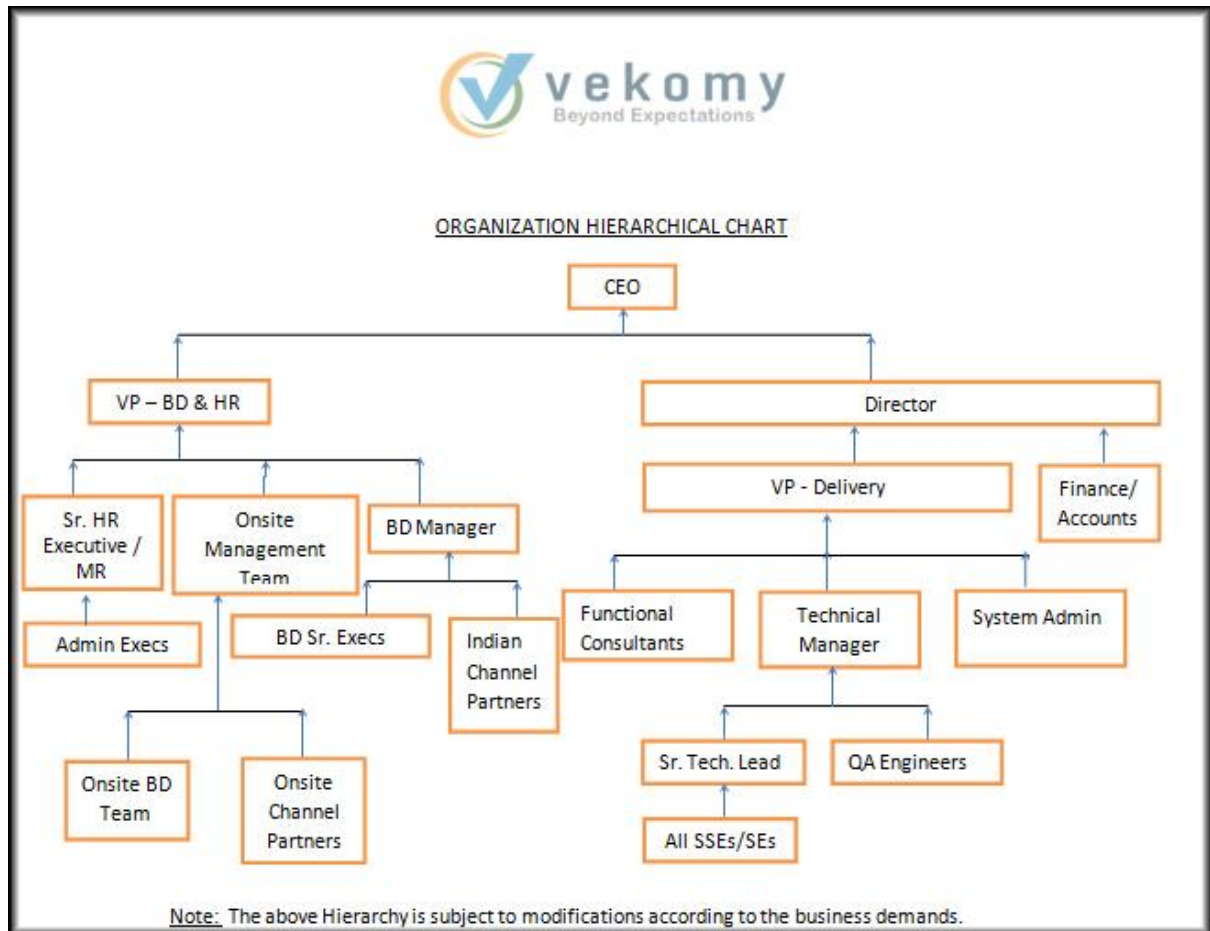 vekomy
Beyond Expectations
ORGANIZATION HIERARCHICAL CHART
CEO
VP – BD & HR
Director
VP - Delivery
Finance/
Accounts
Sr. HR
Executive /
MR
Onsite
Management
Team
BD Manager
Functional
Consultants
Technical
Manager
System Admin
Admin Execs
BD Sr. Execs
Indian
Channel
Partners
Onsite BD
Team
Onsite
Channel
Partners
Sr. Tech. Lead
QA Engineers
All SSEs/SEs
Note: The above Hierarchy is subject to modifications according to the business demands.